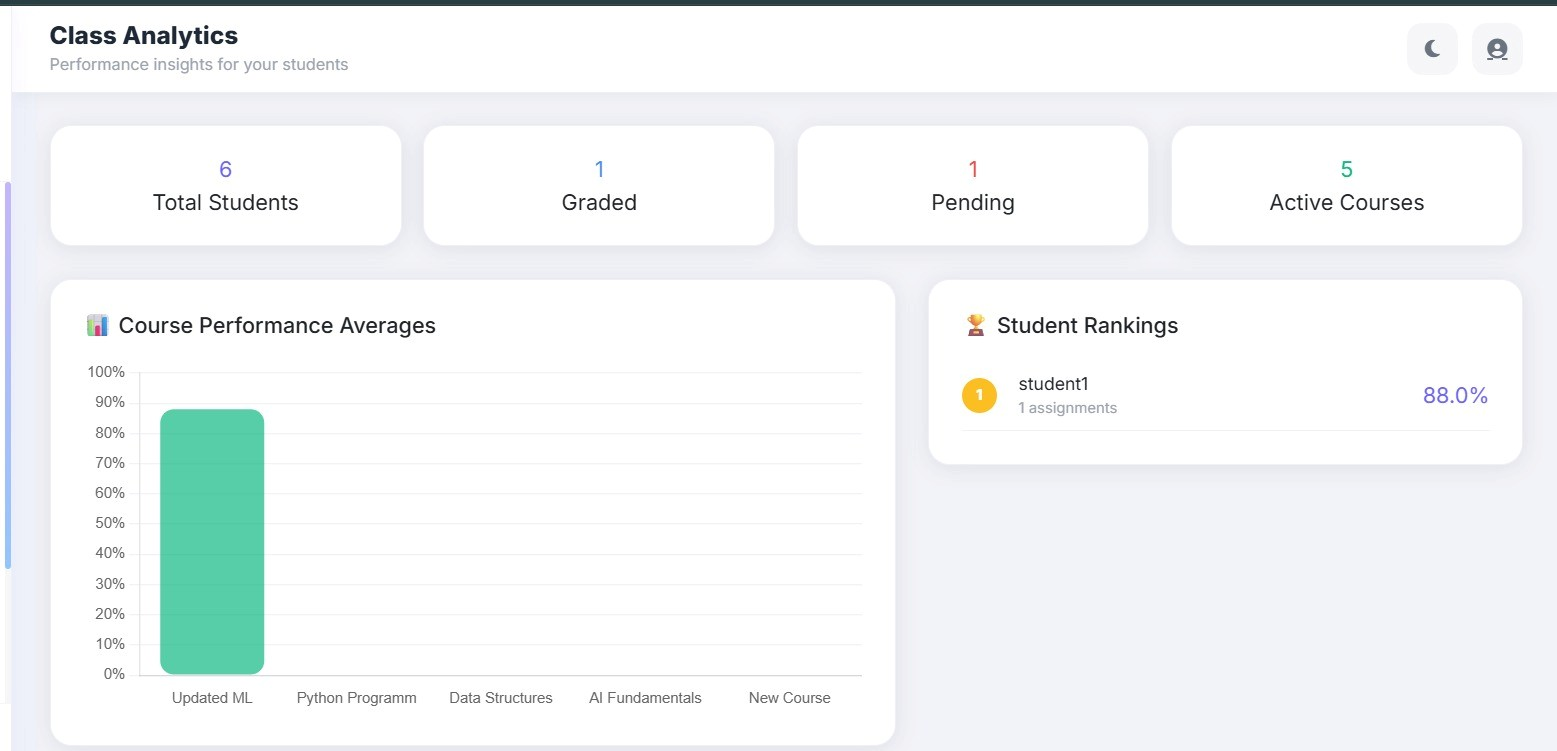 Class Analytics
Performance insights for your students
6
Total Students
1
Graded
1
Pending
5
Active Courses
Course Performance Averages
100%
90%
80%
70%
60%
50%
40%
30%
20%
10%
0%
Updated ML
Python Programm
Data Structures
AI Fundamentals
New Course
Student Rankings
1
student1
1 assignments
88.0%